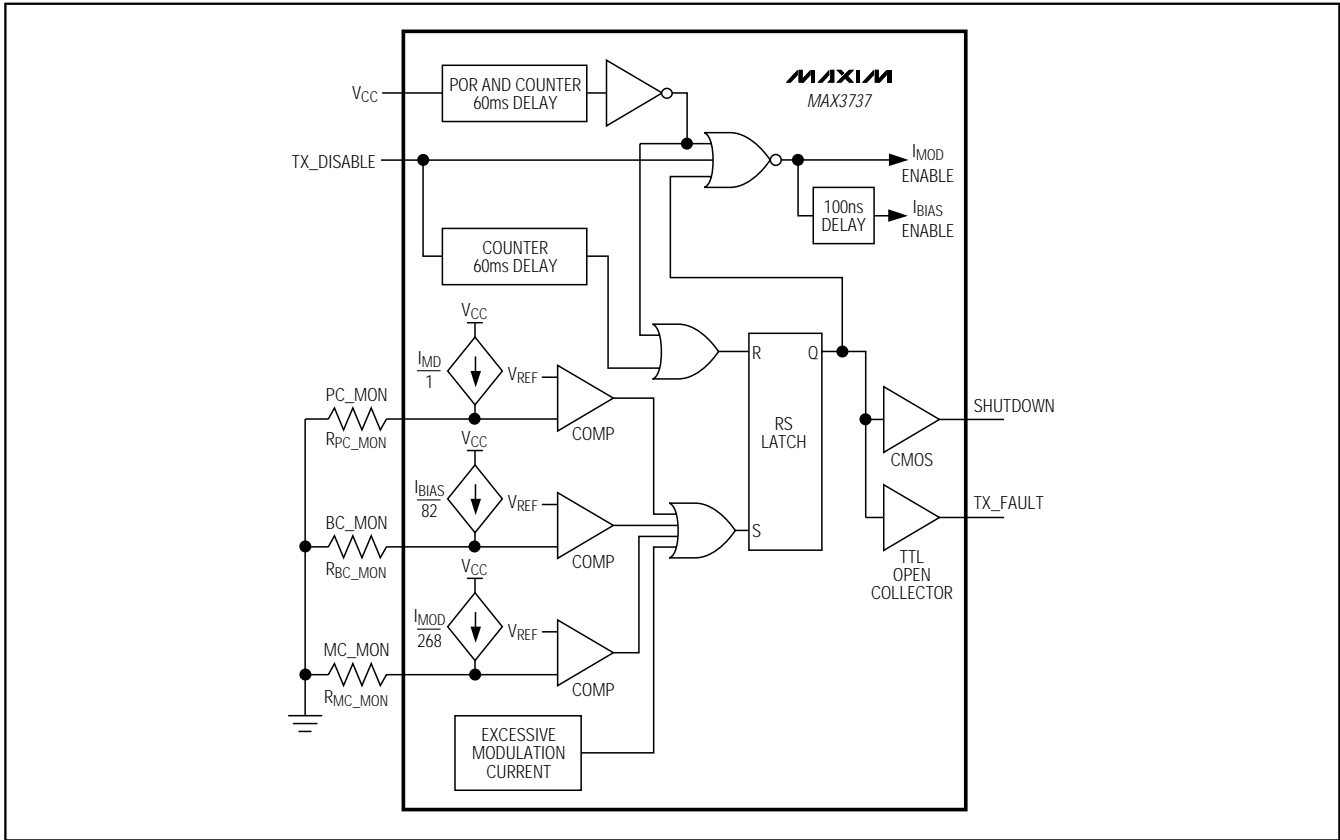 MAXIM
MAX3737
VCC
POR AND COUNTER
60ms DELAY
TX_DISABLE
IMOD
ENABLE
100ns
DELAY
IBIAS
ENABLE
COUNTER
60ms DELAY
VCC
IMD
1
VREF
COMP
PC_MON
RPC_MON
R
Q
RS
LATCH
S
SHUTDOWN
CMOS
VCC
IBIAS
82
VREF
COMP
BC_MON
RBC_MON
TX_FAULT
TTL
OPEN
COLLECTOR
VCC
IMOD
268
VREF
COMP
MC_MON
RMC_MON
EXCESSIVE
MODULATION
CURRENT